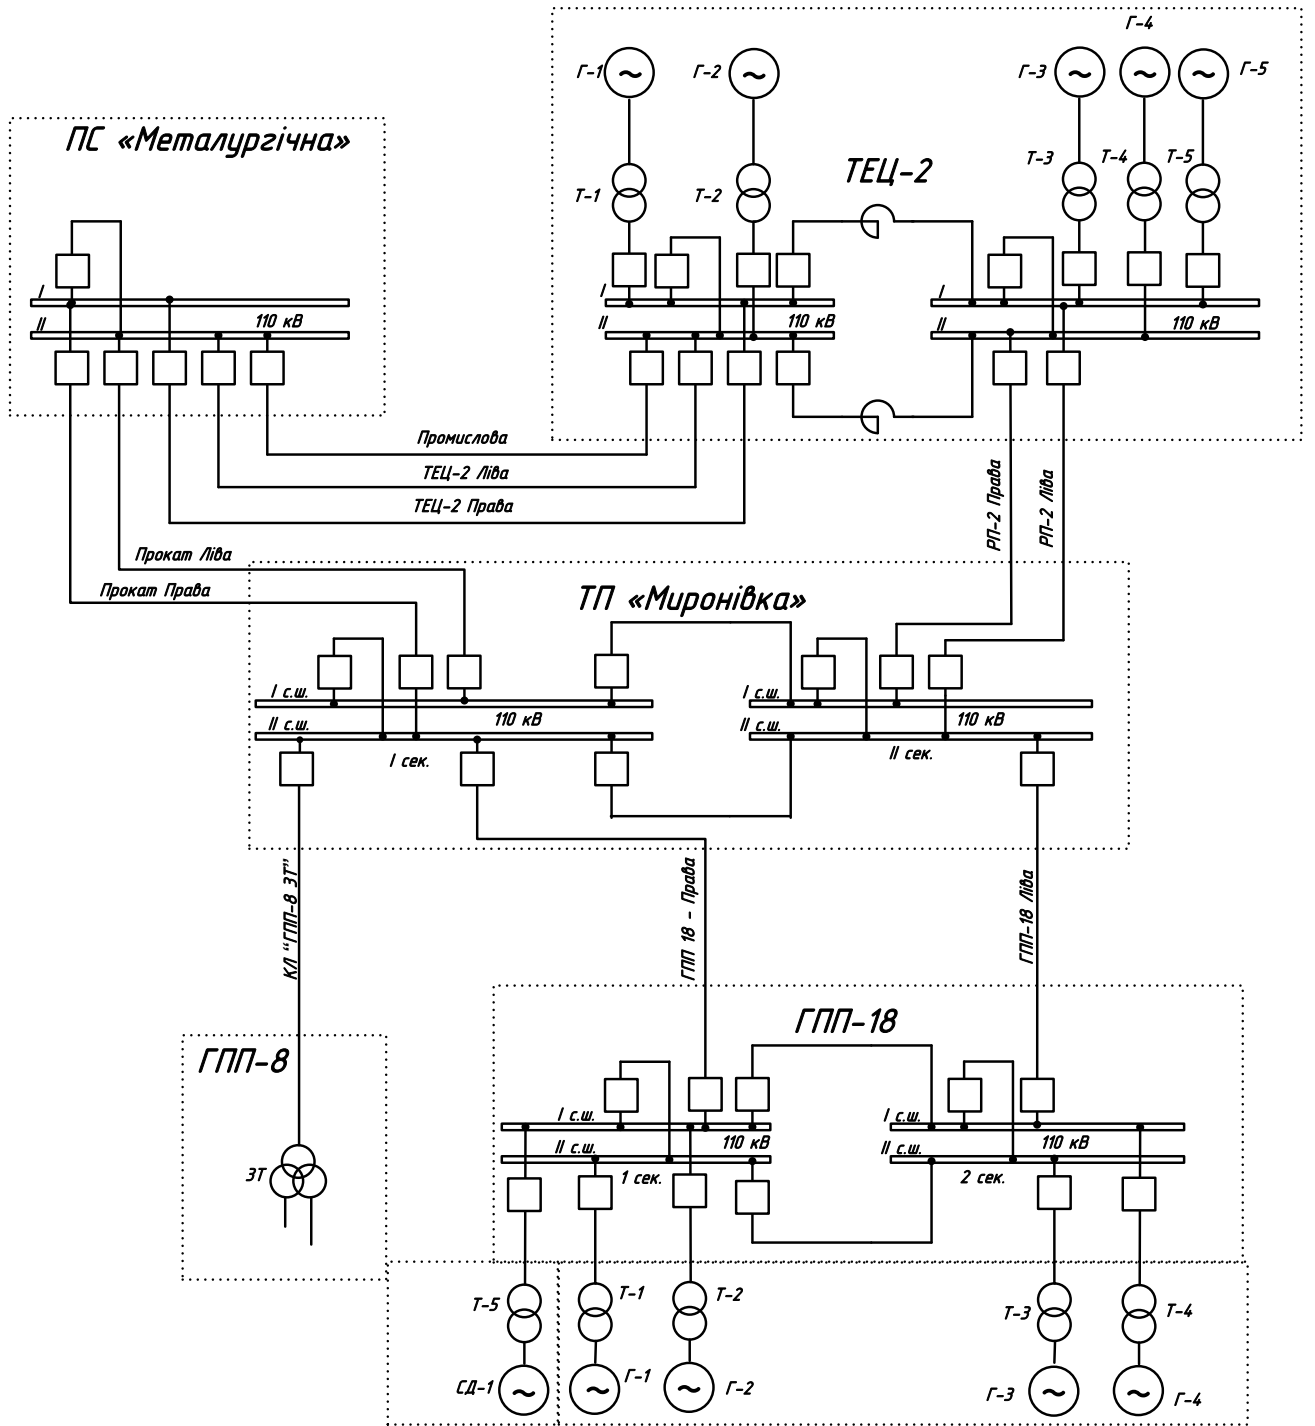 Г-4
Г-1
Г-2
Г-3
Г-5
ПС «Металургічна»
ТЕЦ-2
Т-3
Т-4
Т-5
Т-1
Т-2
I
II
110 кВ
I
II
110 кВ
I
II
110 кВ
Промислова
ТЕЦ-2 Ліва
ТЕЦ-2 Права
РП-2 Права
РП-2 Ліва
Прокат Ліва
Прокат Права
ТП «Миронівка»
I с.ш.
II с.ш.
110 кВ
I сек.
I с.ш.
II с.ш.
110 кВ
II сек.
КЛ "ГПП-8 3Т"
ГПП 18 - Права
ГПП-18 Ліва
ГПП-18
ГПП-8
3Т
I с.ш.
II с.ш.
110 кВ
1 сек.
I с.ш.
II с.ш.
110 кВ
2 сек.
Т-5
Т-1
Т-2
Т-3
Т-4
СД-1
Г-1
Г-2
Г-3
Г-4